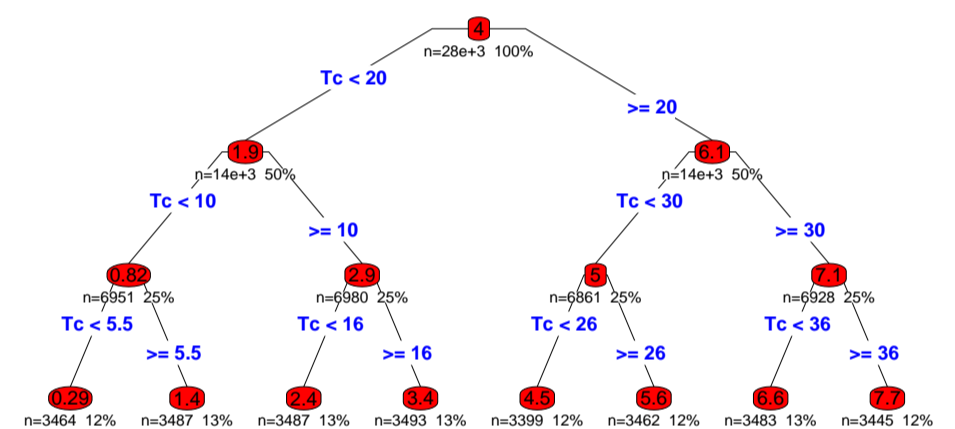 4
n=28e+3 100%
Tc < 20
>= 20
1.9
6.1
n=14e+3 50%
n=14e+3 50%
Tc < 10
Tc < 30
>= 10
>= 30
0.82
2.9
5
7.1
n=6951 25%
n=6980 25%
n=6861 25%
n=6928 25%
Tc < 5.5
Tc < 16
Tc < 26
Tc < 36
>= 5.5
>= 16
>= 26
>= 36
0.29
1.4
2.4
3.4
4.5
5.6
6.6
7.7
n=3464 12%
n=3487 13%
n=3487 13%
n=3493 13%
n=3399 12%
n=3462 12%
n=3483 13%
n=3445 12%